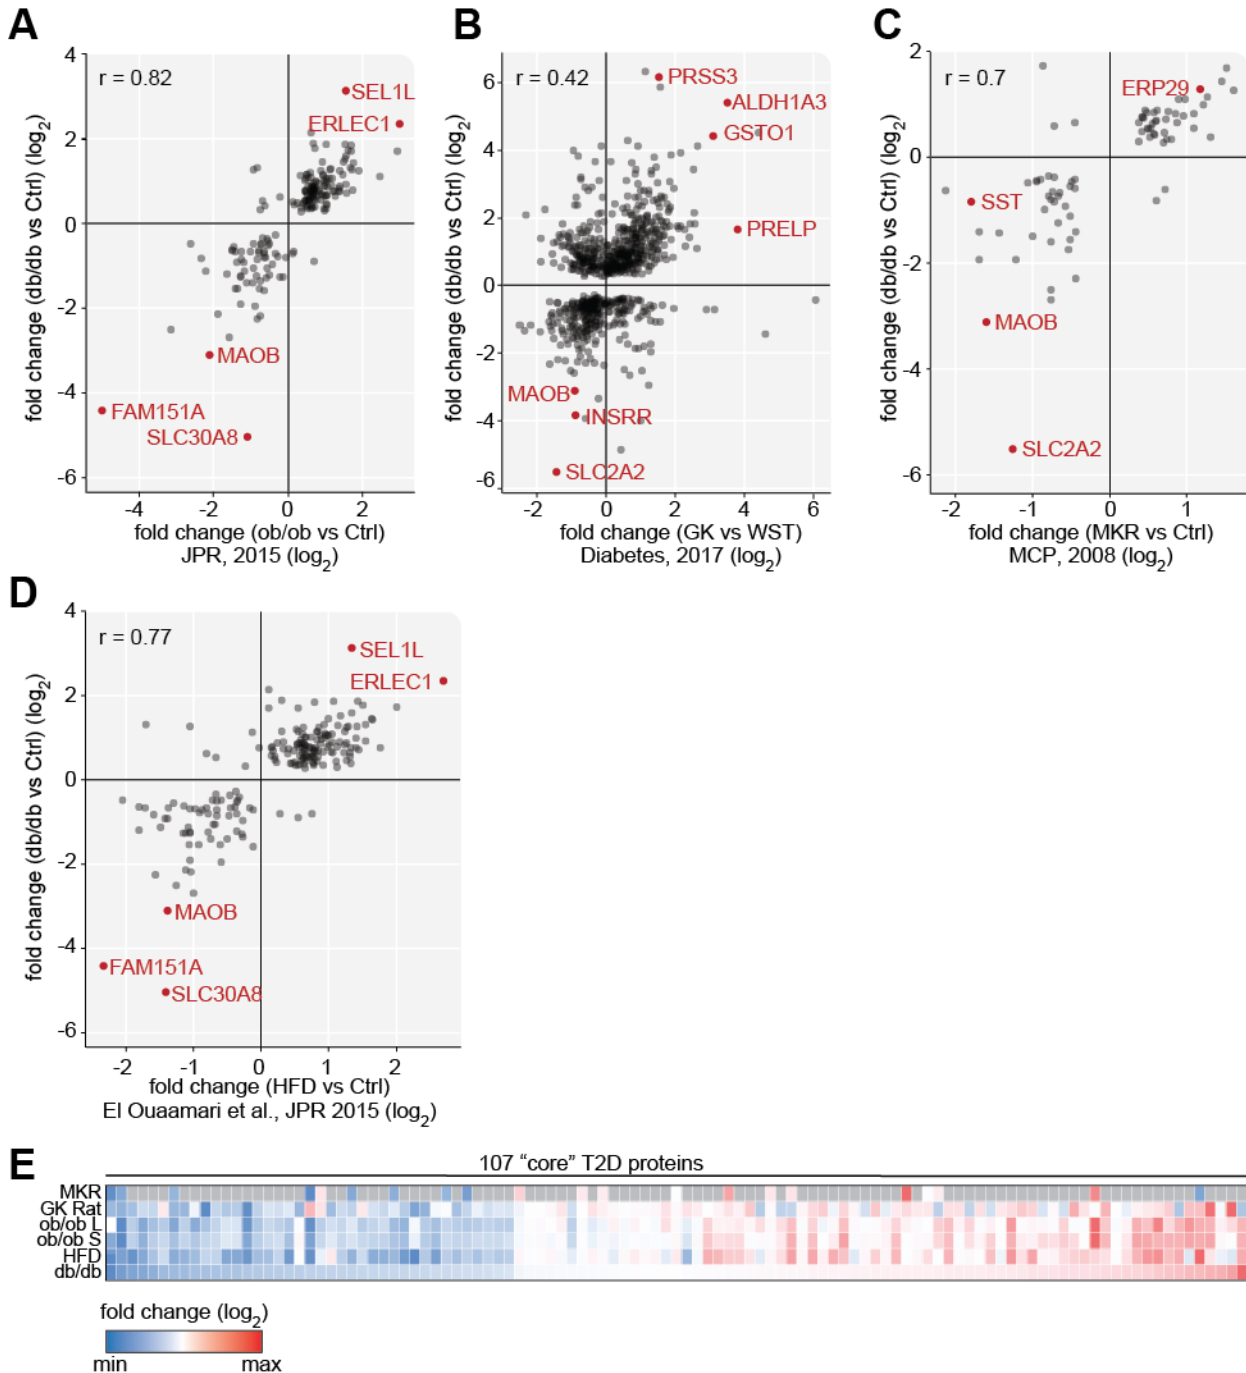 A
r = 0.82
4
2
0
-2
-4
-6
-4
-2
0
2
SEL1L
ERLEC1
MAOB
FAM151A
SLC30A8
fold change (db/db vs Ctrl) (log2)
fold change (ob/ob vs Ctrl)
JPR, 2015 (log2)
B
r = 0.42
6
4
2
0
-2
-4
-6
-2
0
2
4
6
PRSS3
ALDH1A3
GSTO1
PRELP
MAOB
INSRR
SLC2A2
fold change (db/db vs Ctrl) (log2)
fold change (GK vs WST)
Diabetes, 2017 (log2)
C
r = 0.7
2
0
-2
-4
-6
-2
-1
0
1
ERP29
SST
MAOB
SLC2A2
fold change (db/db vs Ctrl) (log2)
fold change (MKR vs Ctrl)
MCP, 2008 (log2)
D
r = 0.77
4
2
0
-2
-4
-6
-2
-1
0
1
2
SEL1L
ERLEC1
MAOB
FAM151A
SLC30A8
fold change (db/db vs Ctrl) (log2)
fold change (HFD vs Ctrl)
El Ouaamari et al., JPR 2015 (log2)
E
107 “core” T2D proteins
MKR
GK Rat
ob/ob L
ob/ob S
HFD
db/db
fold change (log2)
min max